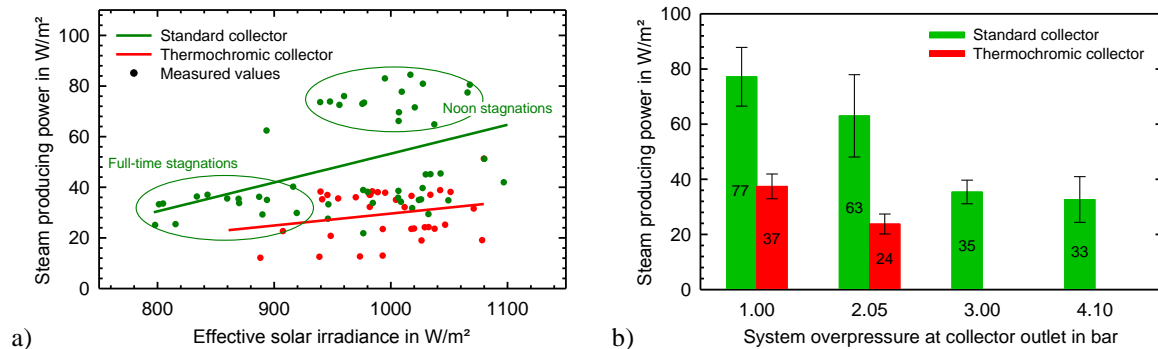 100
80
60
40
20
0
Steam producing power in W/m²
Standard collector
Thermochromic collector
Measured values
Noon stagnations
Full-time stagnations
800
900
1000
1100
Effective solar irradiance in W/m²
a)
100
80
60
40
20
0
Steam producing power in W/m²
Standard collector
Thermochromic collector
77
37
63
24
35
33
1.00
2.05
3.00
4.10
System overpressure at collector outlet in bar
b)